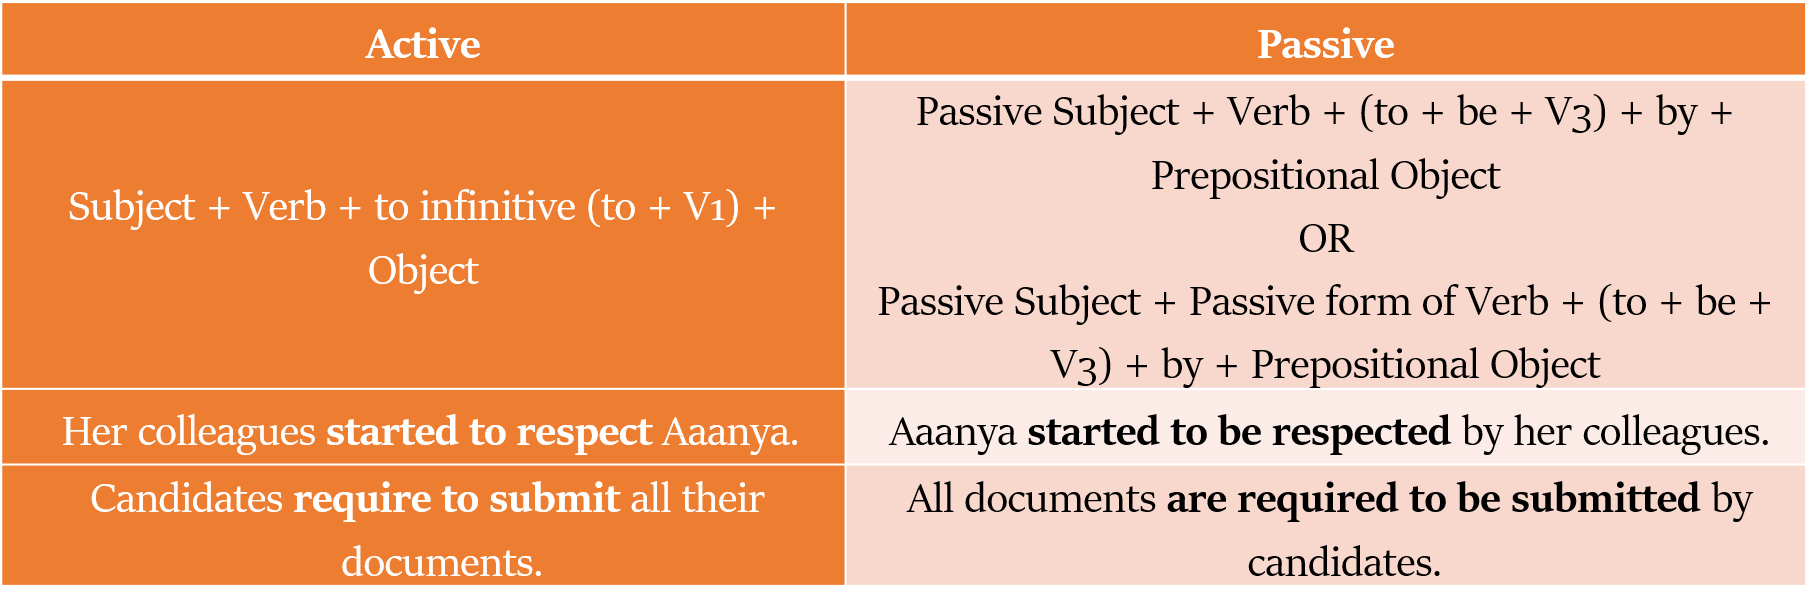 Active
Passive
Subject + Verb + to infinitive (to + V1) +
Object
Passive Subject + Verb + (to + be + V3) + by +
Prepositional Object
OR
Passive Subject + Passive form of Verb + (to + be +
V3) + by + Prepositional Object
Her colleagues started to respect Aaanya.
Aaanya started to be respected by her colleagues.
Candidates require to submit all their
documents.
All documents are required to be submitted by
candidates.